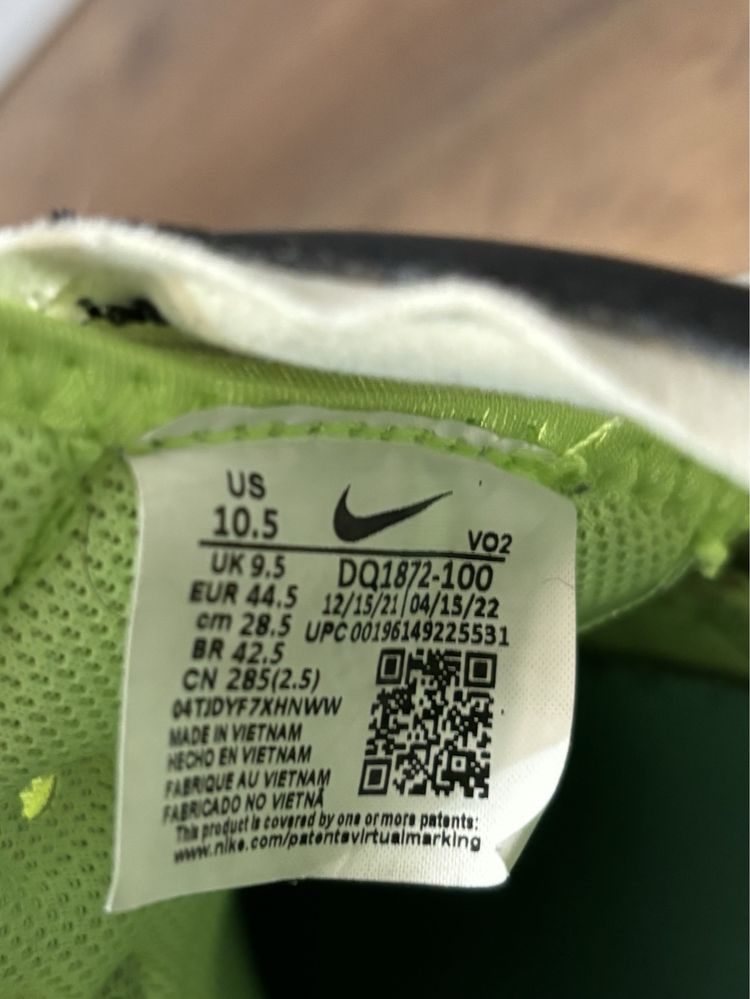 US
10.5
VO2
UK 9.5
DQ1872-100
EUR 44.5
12/15/21 04/15/22
cm 28.5
UPC 00196149225531
BR 42.5
CN 285(2.5)
04TJDYF7XHNWW
MADE IN VIETNAM
HECHO EN VIETNAM
FABRIQUE AU VIETNAM
FABRICADO NO VIETNÃ
This product is covered by one or more patents:
www.nike.com/patentsvirtualmarking